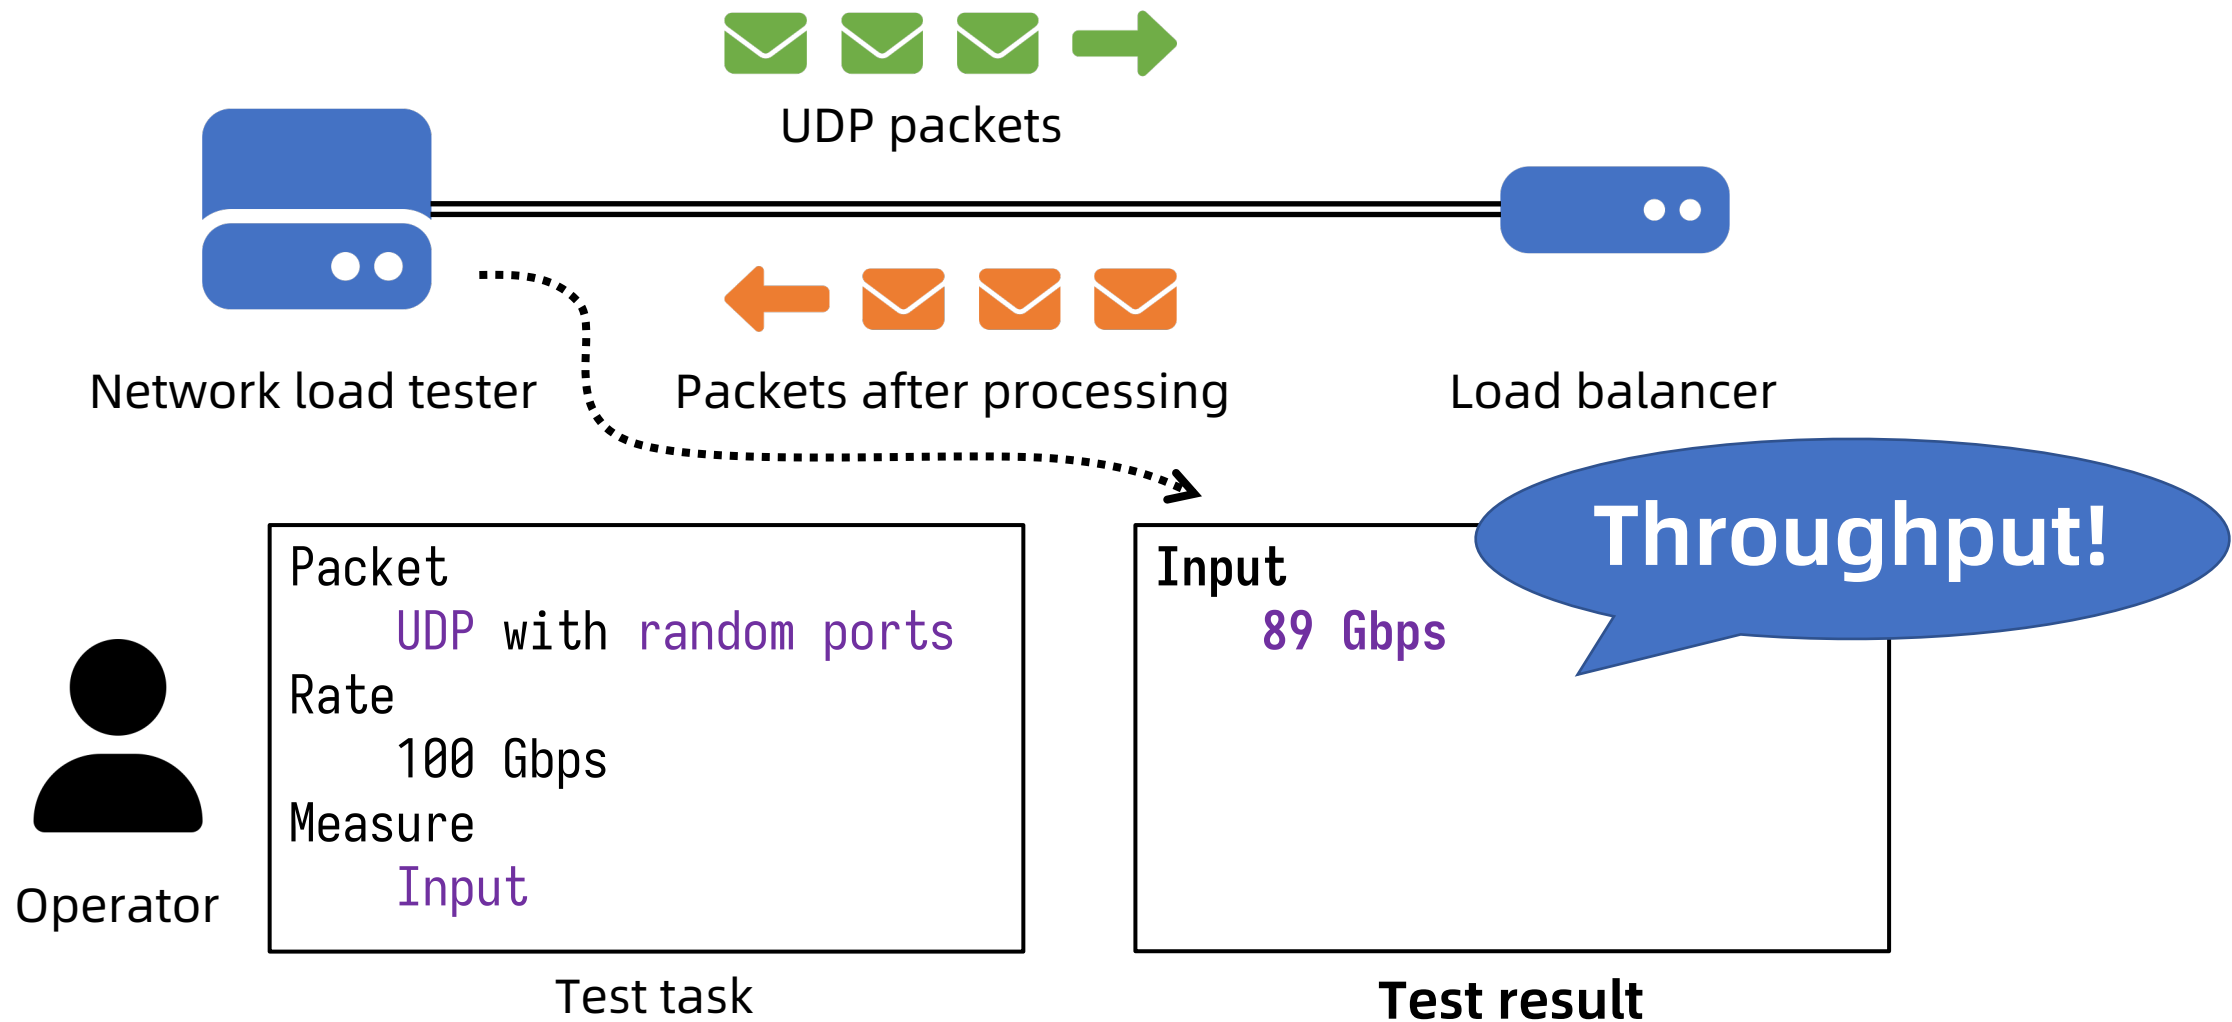 UDP packets
Network load tester
Packets after processing
Load balancer
Throughput!
Packet
UDP with random ports
Rate
100 Gbps
Measure
Input
Input
89 Gbps
Operator
Test task
Test result